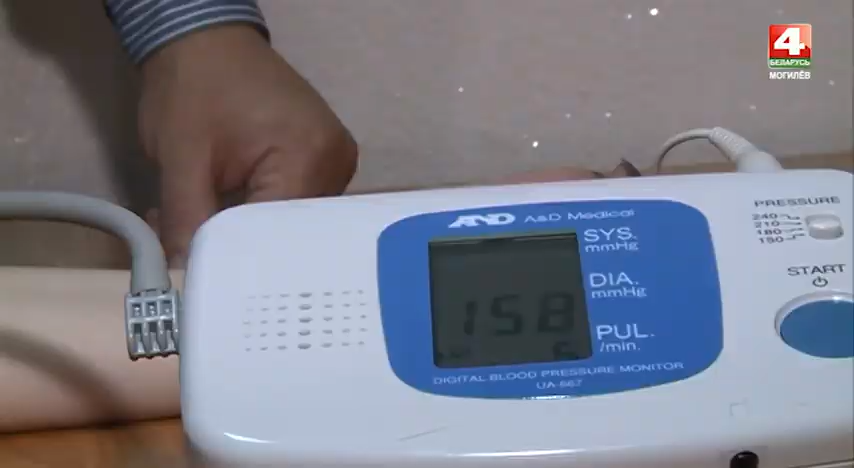 4
БЕЛАРУСЬ
МОГИЛЁВ
PRESSURE
240
210
180
150
START
AND A&D Medical
SYS.
mmHg
DIA.
mmHg
158
PUL.
/min.
DIGITAL BLOOD PRESSURE MONITOR
UA-667